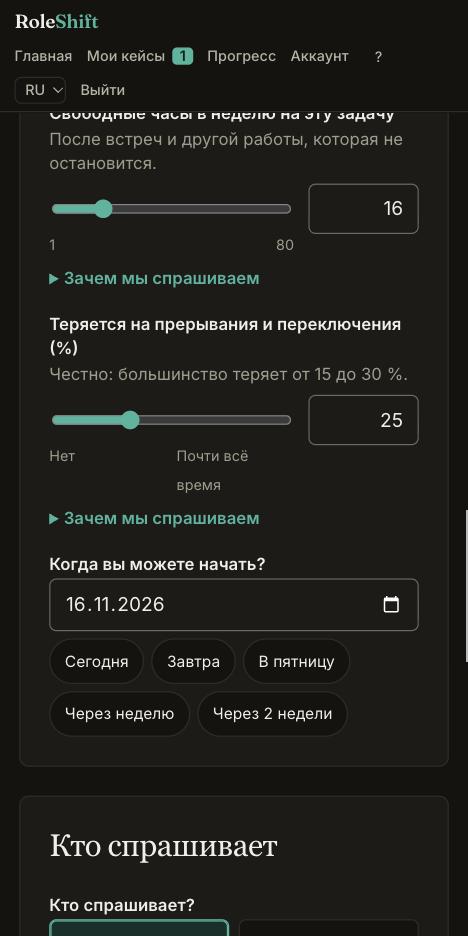 RoleShift
Главная Мои кейсы 1 Прогресс Аккаунт ?
RU Выйти
Свободные часы в неделю на эту задачу
После встреч и другой работы, которая не
остановится.
16
1 80
Зачем мы спрашиваем
Теряется на прерывания и переключения
(%)
Честно: большинство теряет от 15 до 30 %.
25
Нет Почти всё
время
Зачем мы спрашиваем
Когда вы можете начать?
16.11.2026
Сегодня Завтра В пятницу
Через неделю Через 2 недели
Кто спрашивает
Кто спрашивает?